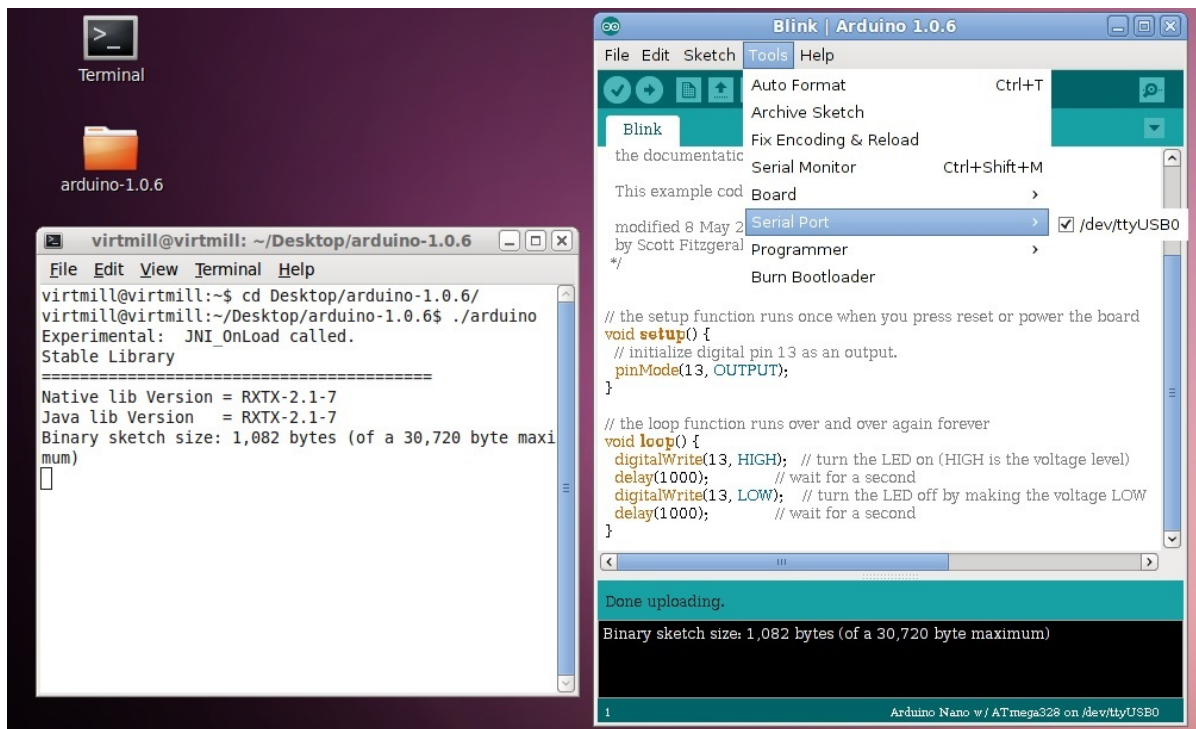 Terminal
arduino-1.0.6
virtmill@virtmill: ~/Desktop/arduino-1.0.6
File Edit View Terminal Help
virtmill@virtmill:~$ cd Desktop/arduino-1.0.6/
virtmill@virtmill:~/Desktop/arduino-1.0.6$ ./arduino
Experimental:  JNI_OnLoad called.
Stable Library
=========================================
Native lib Version = RXTX-2.1-7
Java lib Version   = RXTX-2.1-7
Binary sketch size: 1,082 bytes (of a 30,720 byte maxi
mum)
Blink | Arduino 1.0.6
File Edit Sketch Tools Help
Auto Format Ctrl+T
Archive Sketch
Fix Encoding & Reload
Serial Monitor Ctrl+Shift+M
Board
Serial Port
Programmer
Burn Bootloader
/dev/ttyUSB0
Blink
the documentatio
This example cod
modified 8 May 2
by Scott Fitzgeral
*/
// the setup function runs once when you press reset or power the board
void setup() {
// initialize digital pin 13 as an output.
pinMode(13, OUTPUT);
}
// the loop function runs over and over again forever
void loop() {
digitalWrite(13, HIGH);   // turn the LED on (HIGH is the voltage level)
delay(1000);              // wait for a second
digitalWrite(13, LOW);    // turn the LED off by making the voltage LOW
delay(1000);              // wait for a second
}
Done uploading.
Binary sketch size: 1,082 bytes (of a 30,720 byte maximum)
1 Arduino Nano w/ ATmega328 on /dev/ttyUSB0